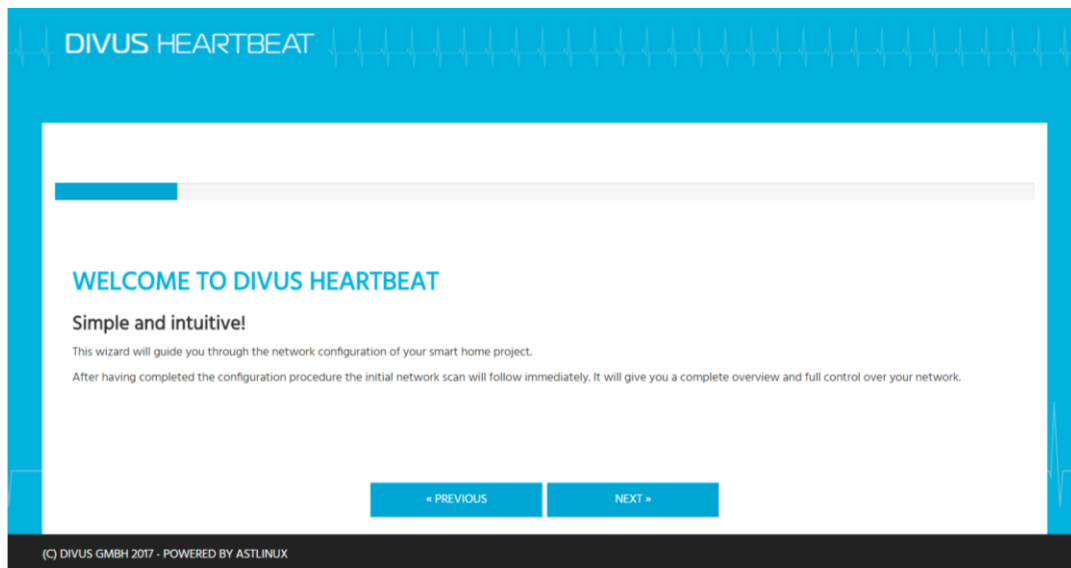 DIVUS HEARTBEAT
WELCOME TO DIVUS HEARTBEAT
Simple and intuitive!
This wizard will guide you through the network configuration of your smart home project.
After having completed the configuration procedure the initial network scan will follow immediately. It will give you a complete overview and full control over your network.
« PREVIOUS
NEXT »
(C) DIVUS GMBH 2017 - POWERED BY ASTLINUX